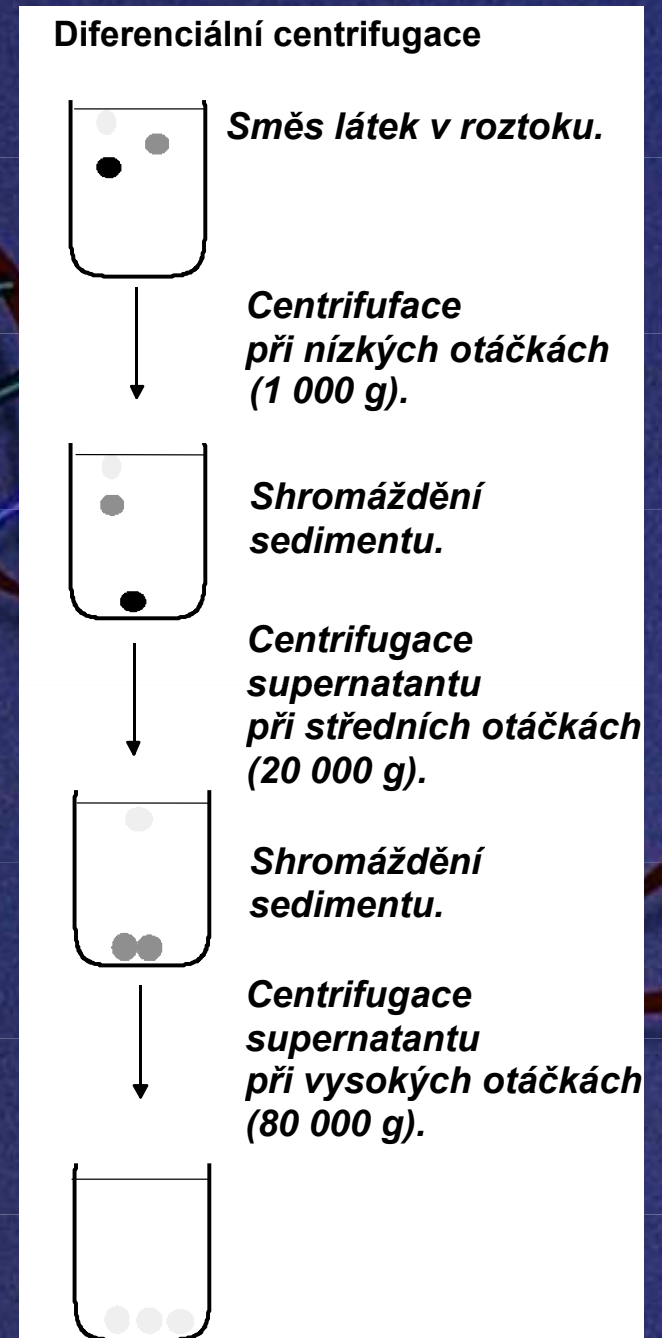 Diferenciální centrifugace
Směs látek v roztoku.
Centrifuface
při nízkých otáčkách
(1 000 g).
Shromáždění
sedimentu.
Centrifugace
supernatantu
při středních otáčkách
(20 000 g).
Shromáždění
sedimentu.
Centrifugace
supernatantu
při vysokých otáčkách
(80 000 g).